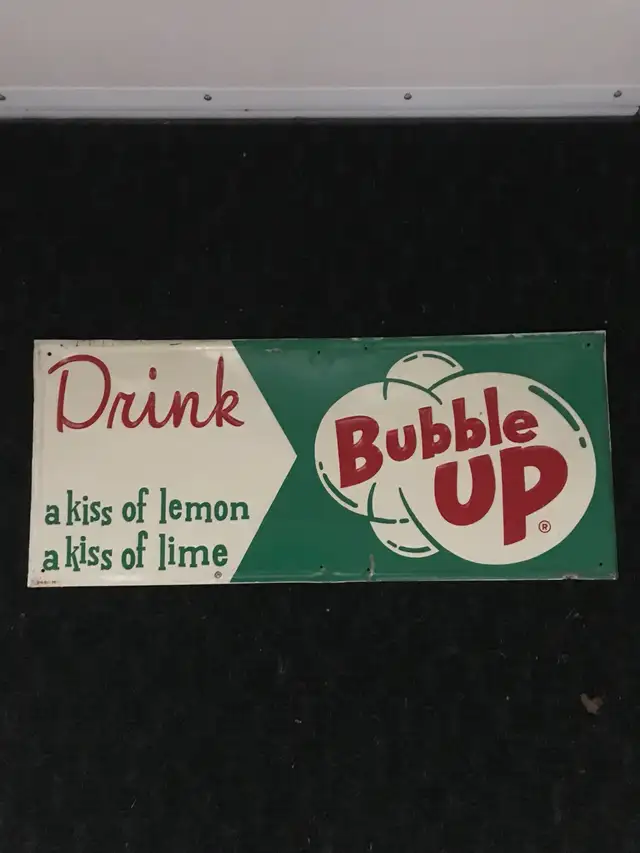 Drink
a kiss of lemon
a kiss of lime ®
Bubble
UP ®